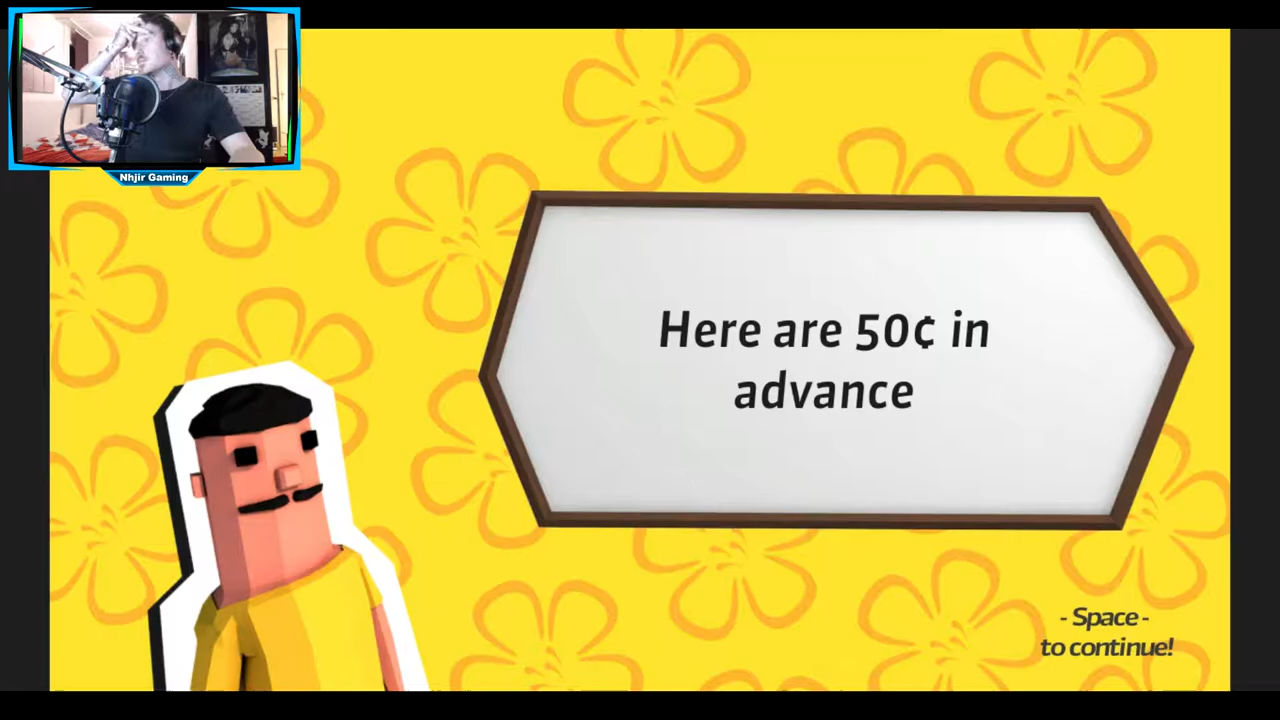 Nhjir Gaming
Here are 50¢ in
advance
- Space -
to continue!